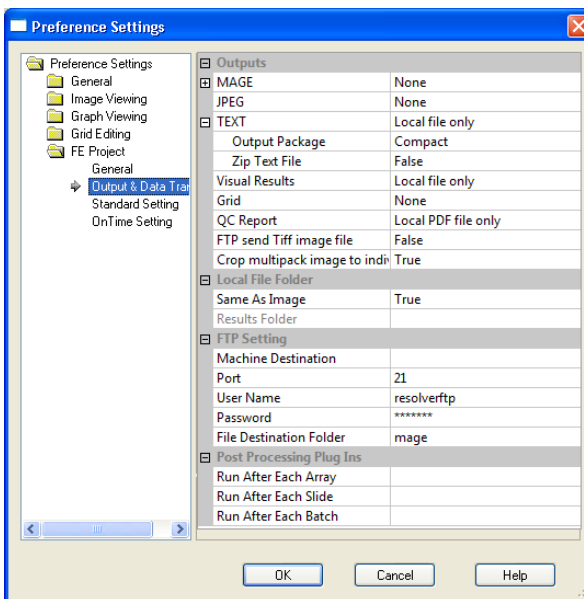 Preference Settings
Preference Settings
General
Image Viewing
Graph Viewing
Grid Editing
FE Project
General
Output & Data Tran
Standard Setting
OnTime Setting
Outputs
MAGE None
JPEG None
TEXT Local file only
Output Package Compact
Zip Text File False
Visual Results Local file only
Grid None
QC Report Local PDF file only
FTP send Tiff image file False
Crop multipack image to indiv True
Local File Folder
Same As Image True
Results Folder
FTP Setting
Machine Destination
Port 21
User Name resolverftp
Password *******
File Destination Folder mage
Post Processing Plug Ins
Run After Each Array
Run After Each Slide
Run After Each Batch
OK Cancel Help